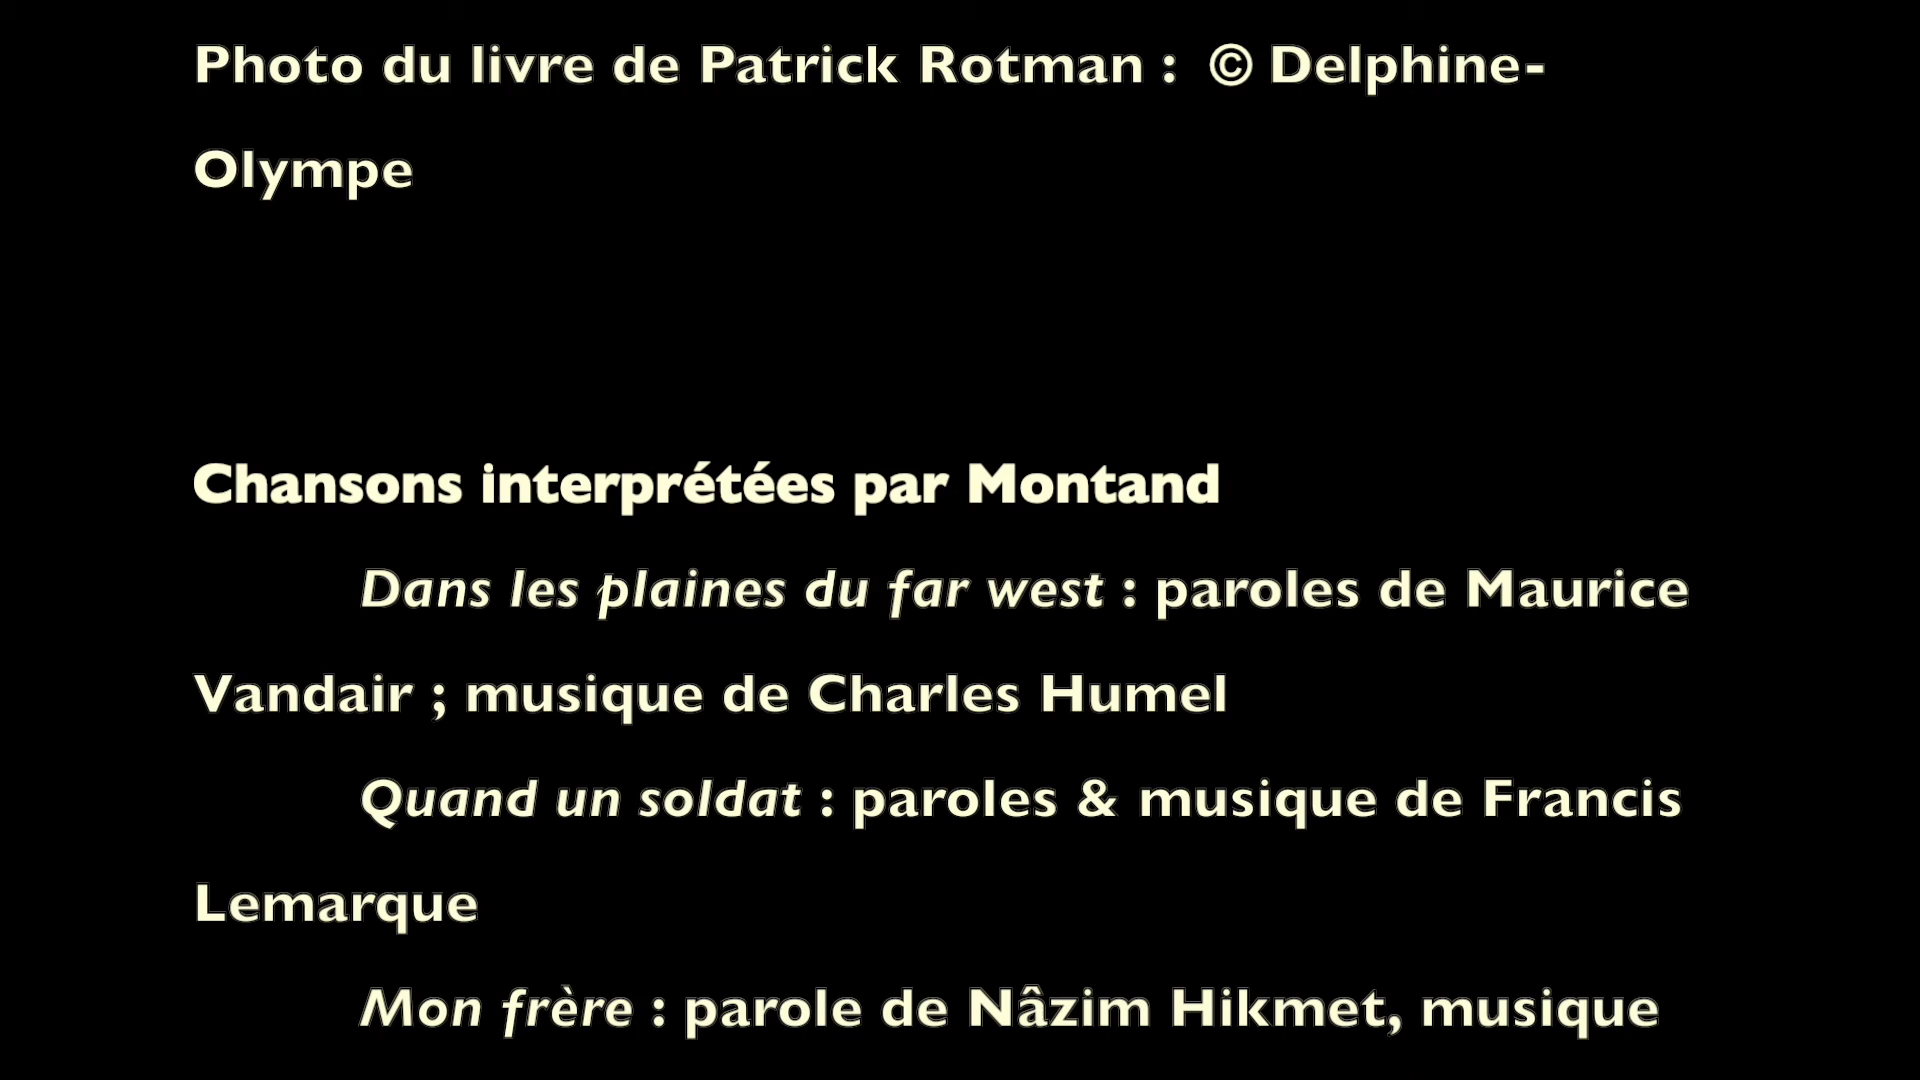 Photo du livre de Patrick Rotman :  © Delphine-
Olympe
Chansons interprétées par Montand
Dans les plaines du far west : paroles de Maurice
Vandair ; musique de Charles Humel
Quand un soldat : paroles & musique de Francis
Lemarque
Mon frère : parole de Nâzim Hikmet, musique